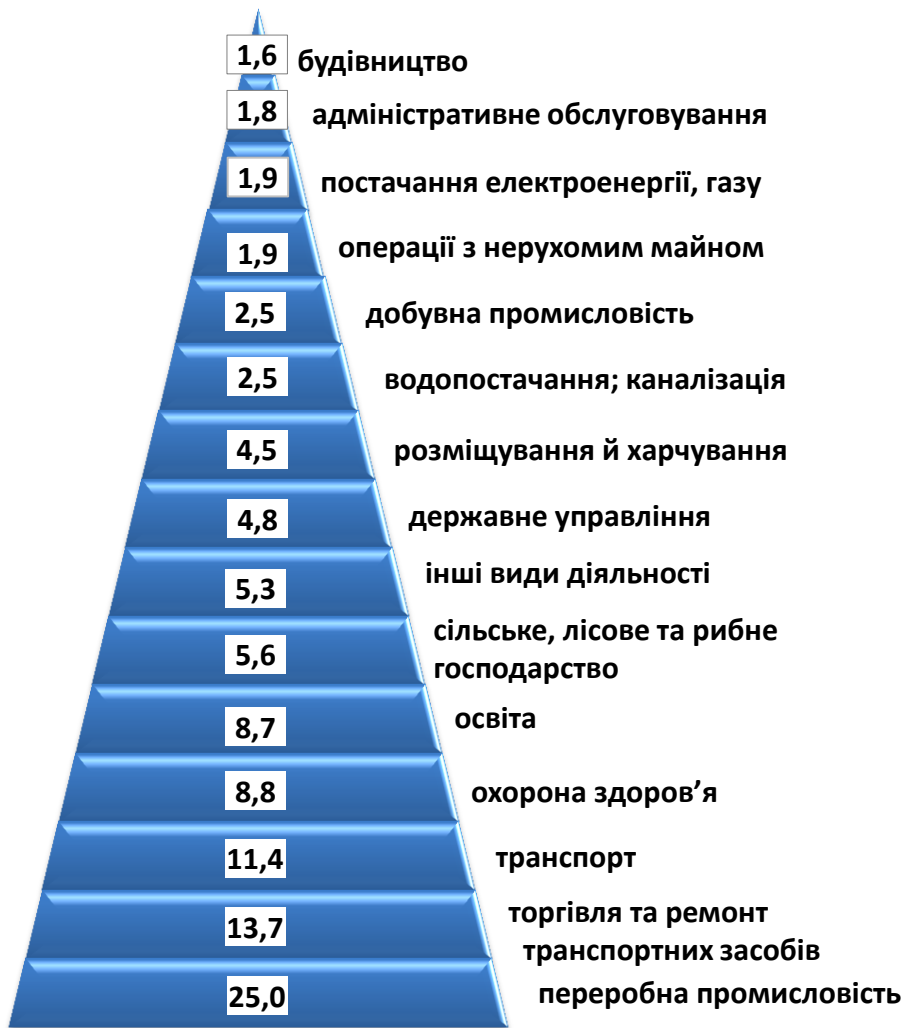 1,6 будівництво
1,8 адміністративне обслуговування
1,9 постачання електроенергії, газу
1,9 операції з нерухомим майном
2,5 добувна промисловість
2,5 водопостачання; каналізація
4,5 розміщування й харчування
4,8 державне управління
5,3 інші види діяльності
5,6 сільське, лісове та рибне
господарство
8,7 освіта
8,8 охорона здоров’я
11,4 транспорт
13,7 торгівля та ремонт
транспортних засобів
25,0 переробна промисловість